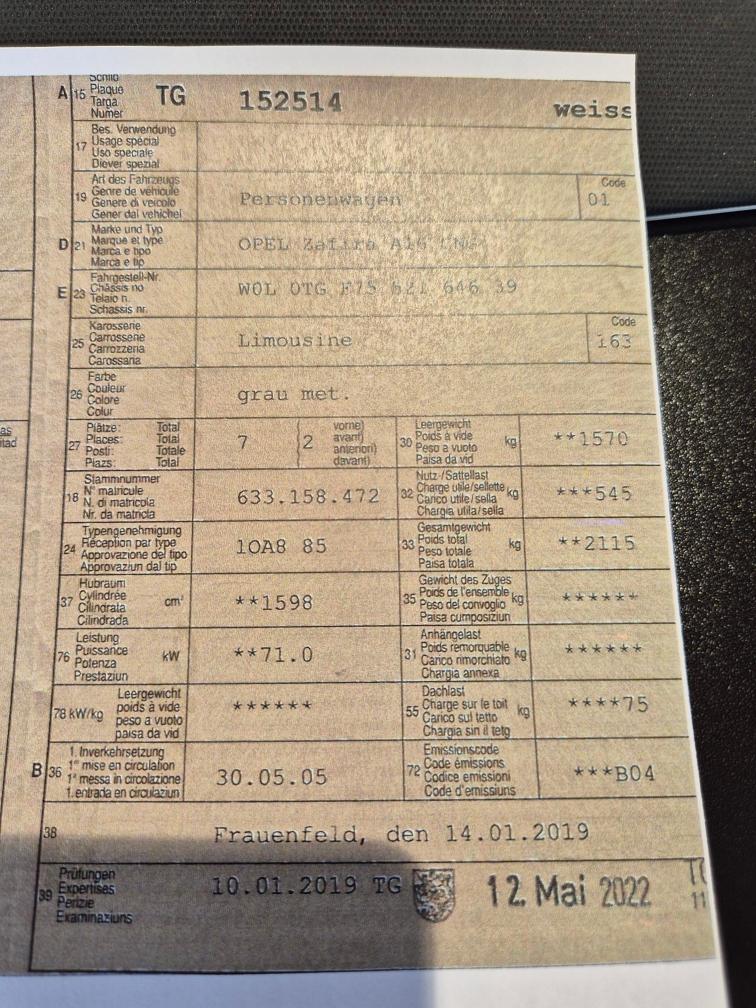 as
itad
A 15 Schild
Plaque
Targa
Numer
TG 152514 weiss
17 Bes. Verwendung
Usage spécial
Uso speciale
Diever spezial
19 Art des Fahrzeugs
Genre de véhicule
Genere di veicolo
Gener dal vehichel
Personenwagen
Code
01
D 21 Marke und Typ
Marque et type
Marca e tipo
Marca e tip
OPEL Zafira A16 CNG
E 23 Fahrgestell-Nr.
Châssis no
Telaio n.
Schassis nr.
W0L 0TG F75 521 646 39
25 Karosserie
Carrosserie
Carrozzeria
Carossaria
Limousine
Code
163
26 Farbe
Couleur
Colore
Colur
grau met.
27 Plätze: Total
Places: Total
Posti: Totale
Plazs: Total
7 2
vorne)
avant)
anteriori)
davant)
30 Leergewicht
Poids à vide
Peso a vuoto
Paisa da vid
kg
**1570
18 Stammnummer
N° matricule
N. di matricola
Nr. da matricla
633.158.472
32 Nutz-/Sattellast
Charge utile/sellette
Carico utile/sella
Chargia utila/sella
kg
***545
24 Typengenehmigung
Réception par type
Approvazione del tipo
Approvaziun dal tip
1OA8 85
33 Gesamtgewicht
Poids total
Peso totale
Paisa totala
kg
**2115
37 Hubraum
Cylindrée
Cilindrata
Cilindrada
cm³
**1598
35 Gewicht des Zuges
Poids de l'ensemble
Peso del convoglio
Paisa cumposiziun
kg
******
76 Leistung
Puissance
Potenza
Prestaziun
kW
**71.0
31 Anhängelast
Poids remorquable
Carico rimorchiato
Chargia annexa
kg
******
78 kW/kg Leergewicht
poids à vide
peso a vuoto
paisa da vid
******
55 Dachlast
Charge sur le toit
Carico sul tetto
Chargia sin il tetg
kg
****75
B 36 1. Inverkehrsetzung
1re mise en circulation
1a messa in circolazione
1. entrada en circulaziun
30.05.05
72 Emissionscode
Code émissions
Codice emissioni
Code d'emissiuns
***B04
38
Frauenfeld, den 14.01.2019
39 Prüfungen
Expertises
Perizie
Examinaziuns
10.01.2019 TG 12. Mai 2022
11